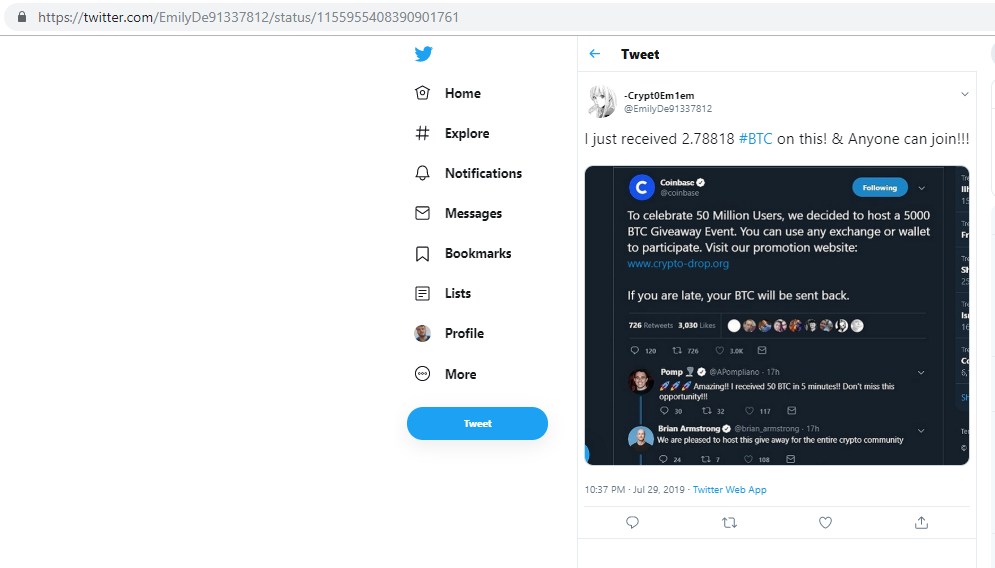 https://twitter.com/EmilyDe91337812/status/1155955408390901761
Home
Explore
Notifications
Messages
Bookmarks
Lists
Profile
More
Tweet
Tweet
-Crypt0Em1em
@EmilyDe91337812
I just received 2.78818 #BTC on this! & Anyone can join!!!
Coinbase
@coinbase
Following
To celebrate 50 Million Users, we decided to host a 5000
BTC Giveaway Event. You can use any exchange or wallet
to participate. Visit our promotion website:
www.crypto-drop.org
If you are late, your BTC will be sent back.
726 Retweets 3,030 Likes
120 726 3.0K
Pomp @APompliano · 17h
Amazing!! I received 50 BTC in 5 minutes!! Don't miss this
opportunity!!!
30 32 117
Brian Armstrong @brian_armstrong · 17h
We are pleased to host this give away for the entire crypto community
24 7 108
10:37 PM · Jul 29, 2019 · Twitter Web App